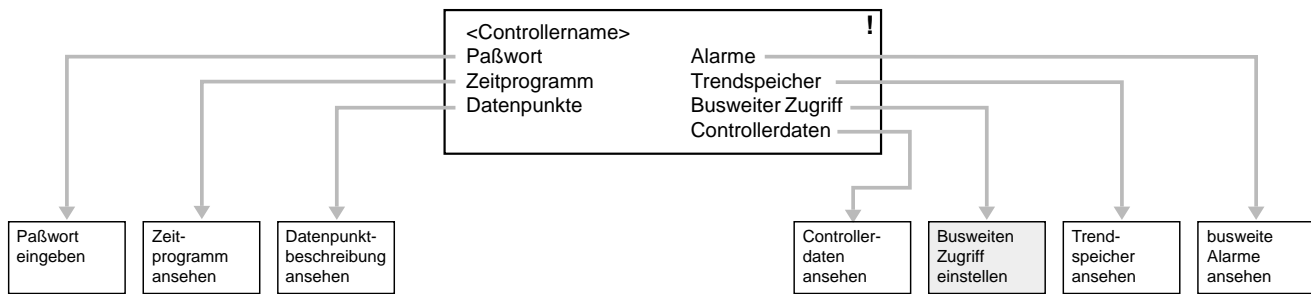 <Controllername>
!
Paßwort
Alarme
Zeitprogramm
Trendspeicher
Datenpunkte
Busweiter Zugriff
Controllerdaten
Paßwort
eingeben
Zeit-
programm
ansehen
Datenpunkt-
beschreibung
ansehen
Controller-
daten
ansehen
Busweiten
Zugriff
einstellen
Trend-
speicher
ansehen
busweite
Alarme
ansehen